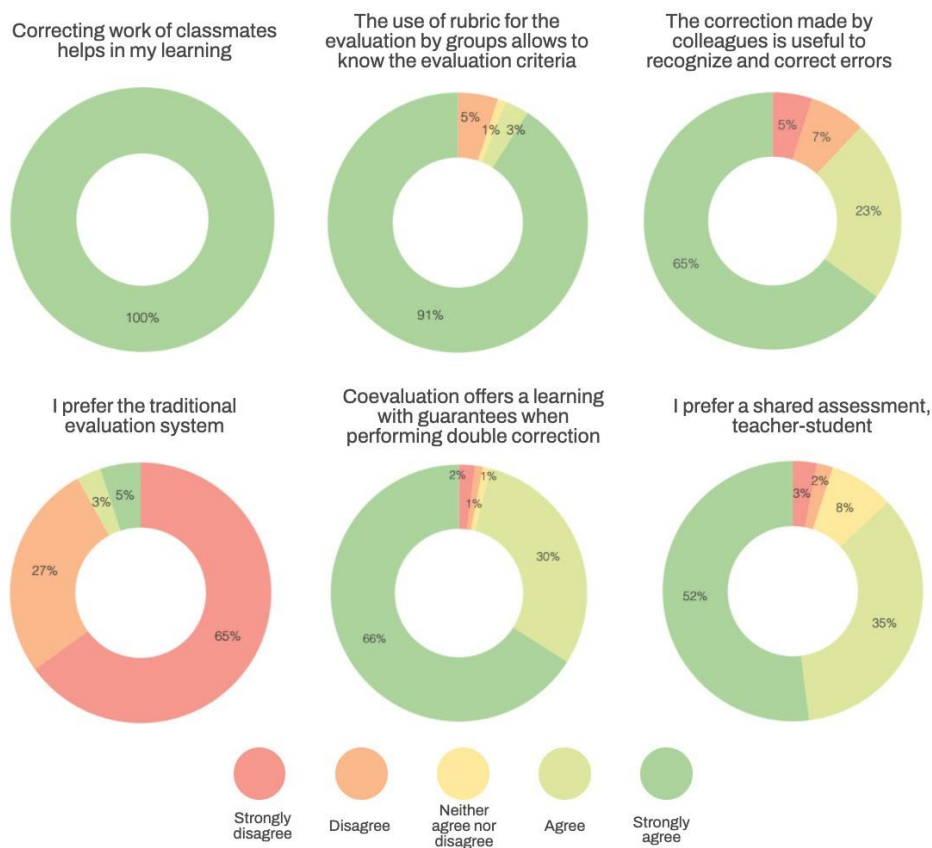 Correcting work of classmates
helps in my learning
100%
The use of rubric for the
evaluation by groups allows to
know the evaluation criteria
5%
1%
3%
91%
The correction made by
colleagues is useful to
recognize and correct errors
5%
7%
23%
65%
I prefer the traditional
evaluation system
3%
5%
27%
65%
Coevaluation offers a learning
with guarantees when
performing double correction
2%
1%
1%
30%
66%
I prefer a shared assessment,
teacher-student
3%
2%
8%
52%
35%
Strongly
disagree
Disagree
Neither
agree nor
disagree
Agree
Strongly
agree